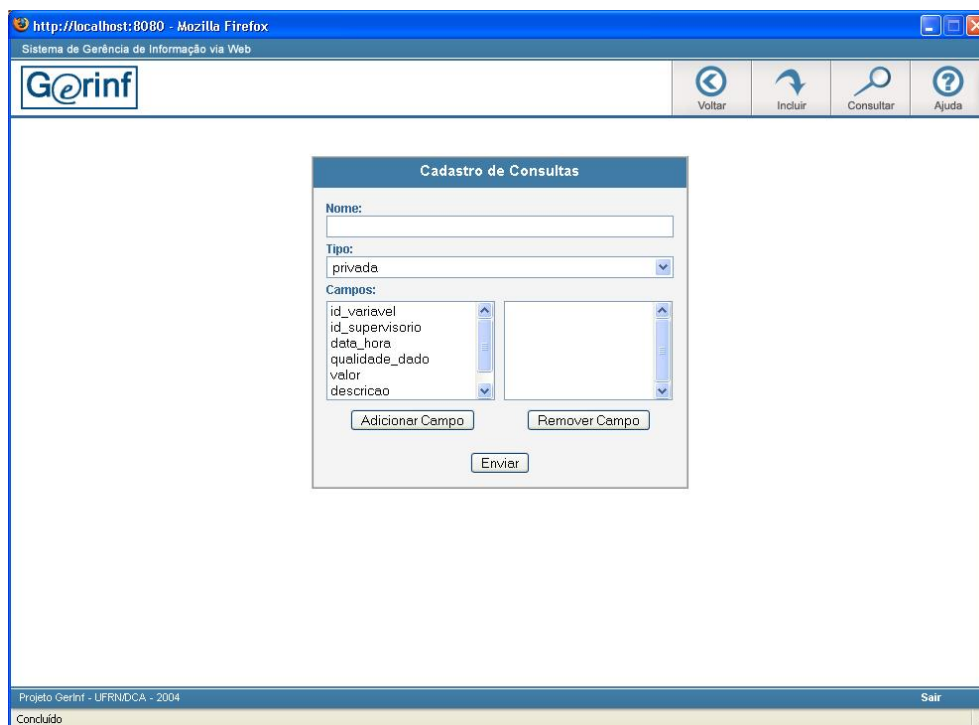 http://localhost:8080 - Mozilla Firefox
Sistema de Gerência de Informação via Web
Gerinf
Voltar Incluir Consultar Ajuda
Cadastro de Consultas
Nome:
Tipo:
privada
Campos:
id_variavel
id_supervisorio
data_hora
qualidade_dado
valor
descricao
Adicionar Campo Remover Campo
Enviar
Projeto GerInf - UFRN/DCA - 2004 Sair
Concluído